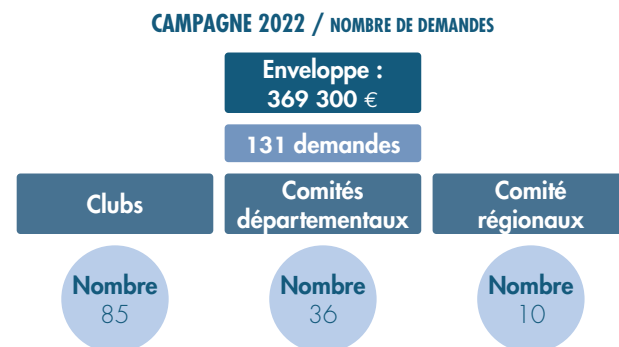 CAMPAGNE 2022 / NOMBRE DE DEMANDES
Enveloppe :
369 300 €
131 demandes
Clubs
Comités
départementaux
Comité
régionaux
Nombre
85
Nombre
36
Nombre
10